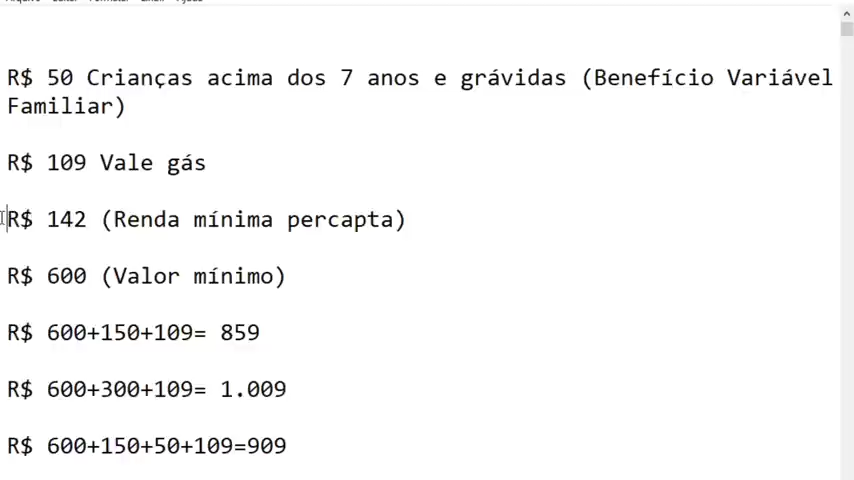 R$ 50 Crianças acima dos 7 anos e grávidas (Benefício Variável
Familiar)
R$ 109 Vale gás
R$ 142 (Renda mínima percapta)
R$ 600 (Valor mínimo)
R$ 600+150+109= 859
R$ 600+300+109= 1.009
R$ 600+150+50+109=909